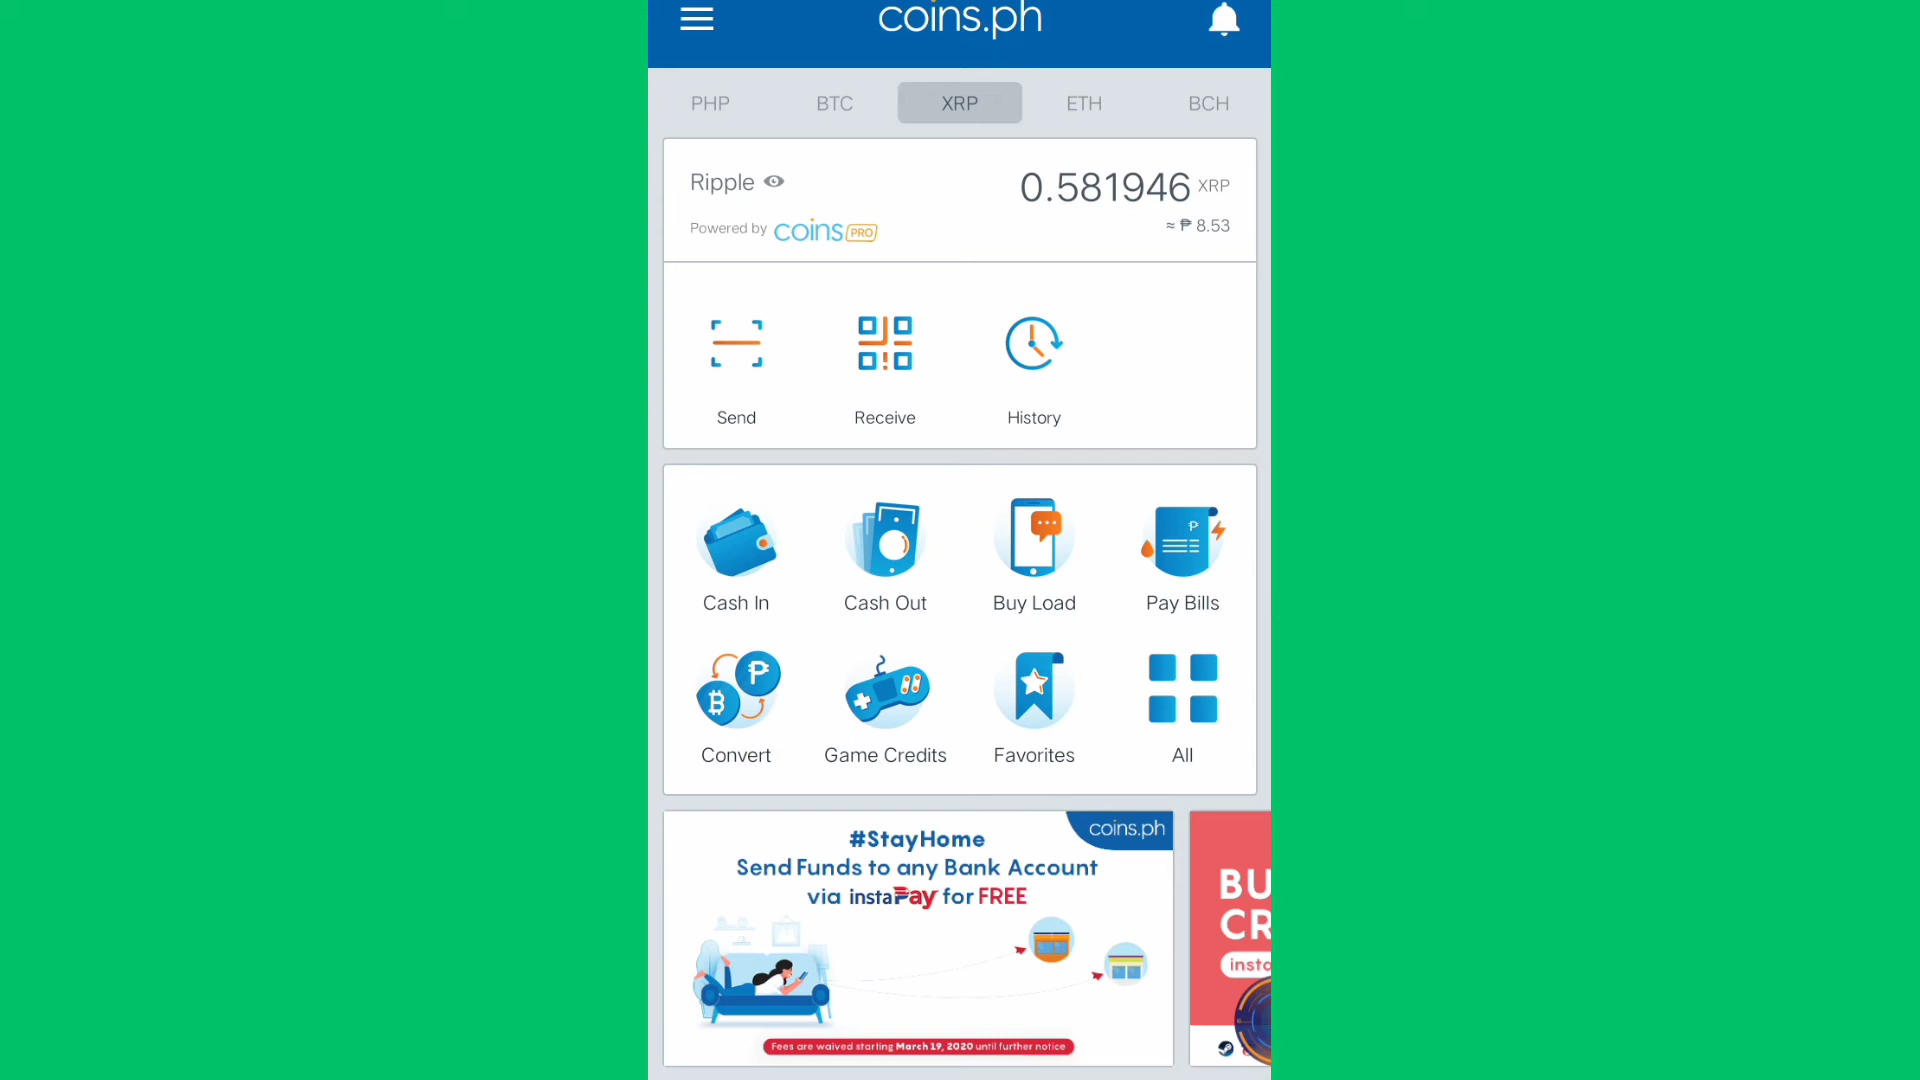 coins.ph
PHP BTC XRP ETH BCH
Ripple
0.581946 XRP
Powered by coins PRO
≈ ₱ 8.53
Send Receive History
Cash In Cash Out Buy Load Pay Bills
Convert Game Credits Favorites All
coins.ph
#StayHome
Send Funds to any Bank Account
via instaPay for FREE
Fees are waived starting March 19, 2020 until further notice
BU
CR
insta